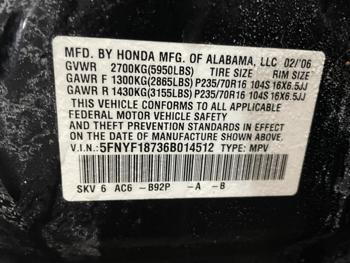 MFD. BY HONDA MFG. OF ALABAMA, LLC 02/'06
GVWR 2700KG(5950LBS) TIRE SIZE RIM SIZE
GAWR F 1300KG(2865LBS) P235/70R16 104S 16X6.5JJ
GAWR R 1430KG(3155LBS) P235/70R16 104S 16X6.5JJ
THIS VEHICLE CONFORMS TO ALL APPLICABLE
FEDERAL MOTOR VEHICLE SAFETY
AND THEFT PREVENTION STANDARDS IN EFFECT
ON THE DATE OF MANUFACTURE SHOWN ABOVE.
V.I.N.: 5FNYF18736B014512 TYPE: MPV
SKV 6 AC6 -B92P -A -B